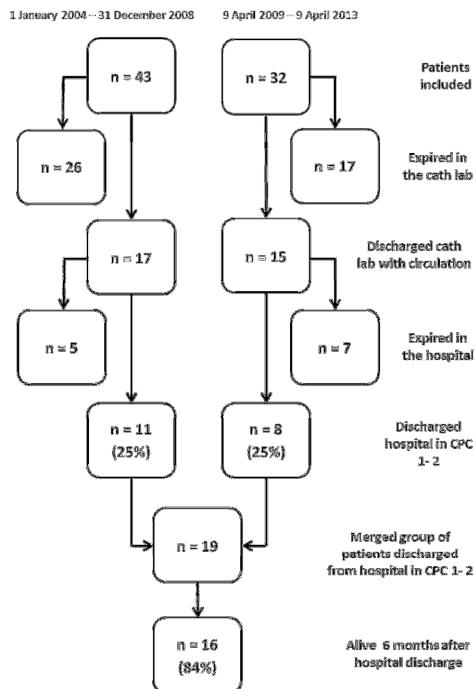 1 January 2004 – 31 December 2008 9 April 2009 – 9 April 2013
n = 43 n = 32
Patients
included
n = 26 n = 17
Expired in
the cath lab
n = 17 n = 15
Discharged cath
lab with circulation
n = 5 n = 7
Expired in
the hospital
n = 11 n = 8
(25%) (25%)
Discharged
hospital in CPC
1- 2
n = 19
Merged group of
patients discharged
from hospital in CPC 1- 2
n = 16
(84%)
Alive 6 months after
hospital discharge